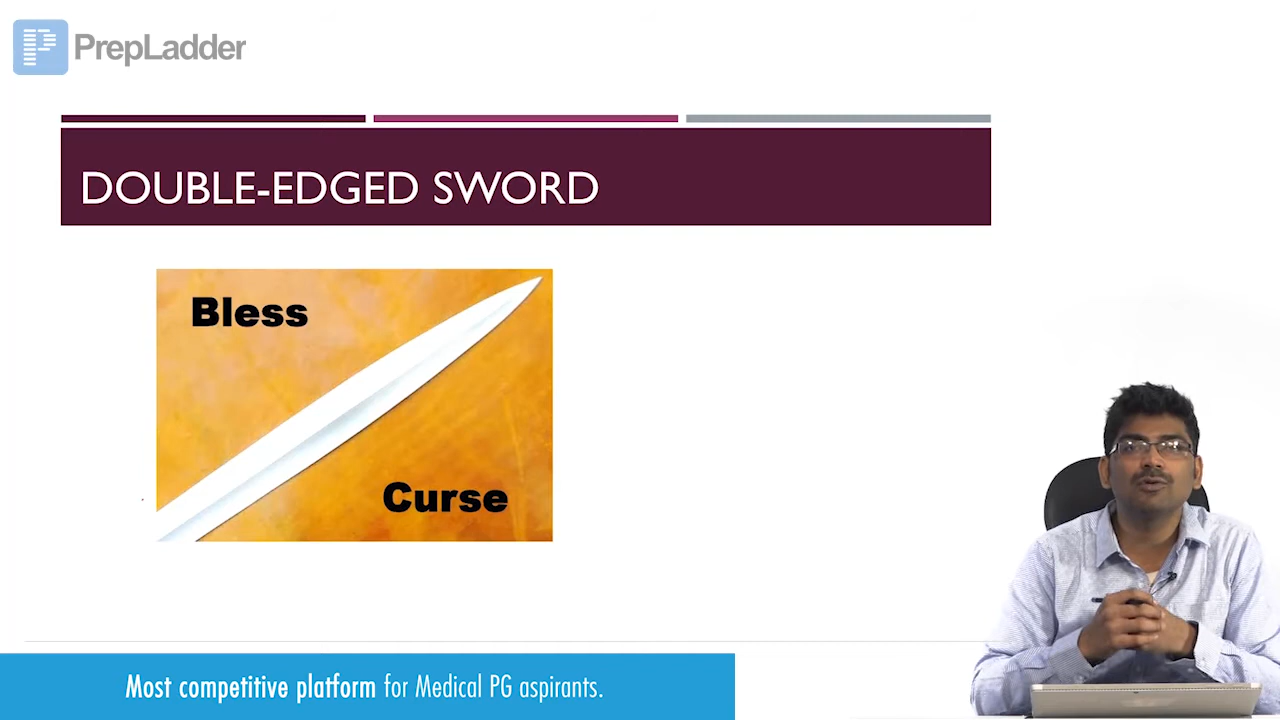 PrepLadder
DOUBLE-EDGED SWORD
Bless
Curse
Most competitive platform for Medical PG aspirants.